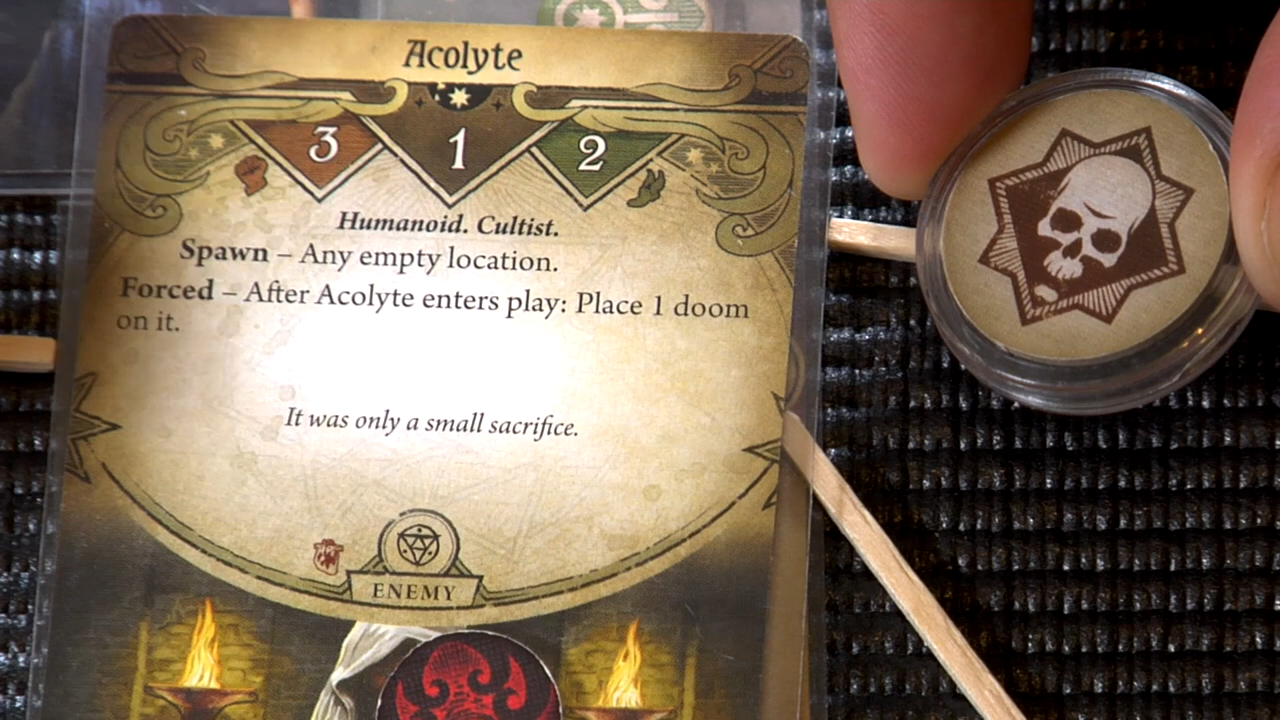 Acolyte
3 1 2
Humanoid. Cultist.
Spawn – Any empty location.
Forced – After Acolyte enters play: Place 1 doom
on it.
It was only a small sacrifice.
ENEMY